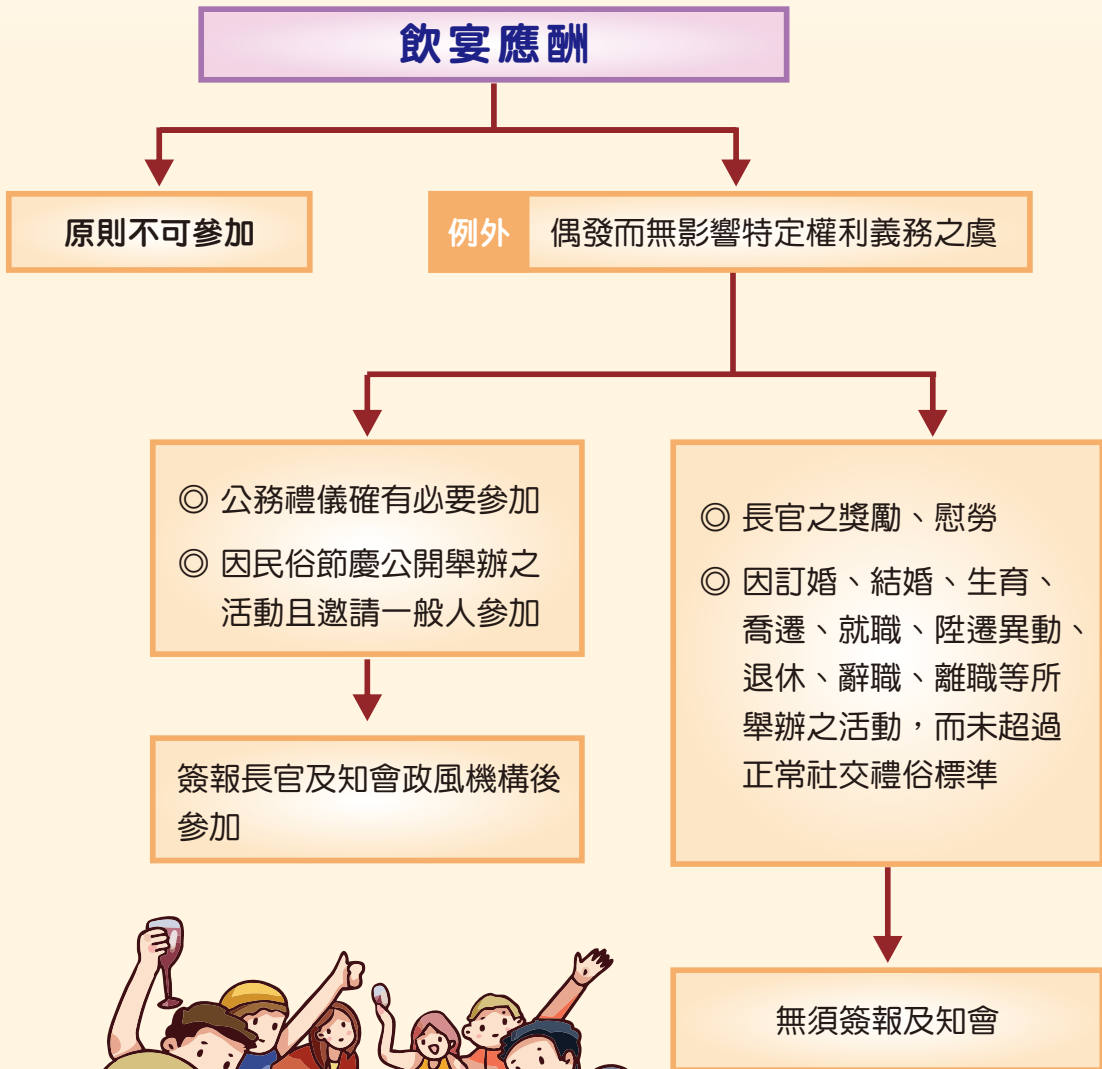 飲宴應酬
原則不可參加
例外 偶發而無影響特定權利義務之虞
◎ 公務禮儀確有必要參加
◎ 因民俗節慶公開舉辦之
活動且邀請一般人參加
簽報長官及知會政風機構後
參加
◎ 長官之獎勵、慰勞
◎ 因訂婚、結婚、生育、
喬遷、就職、陞遷異動、
退休、辭職、離職等所
舉辦之活動,而未超過
正常社交禮俗標準
無須簽報及知會